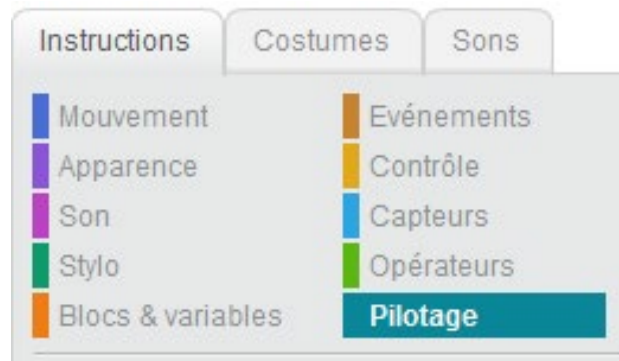 Instructions Costumes Sons
Mouvement Evénements
Apparence Contrôle
Son Capteurs
Stylo Opérateurs
Blocs & variables Pilotage